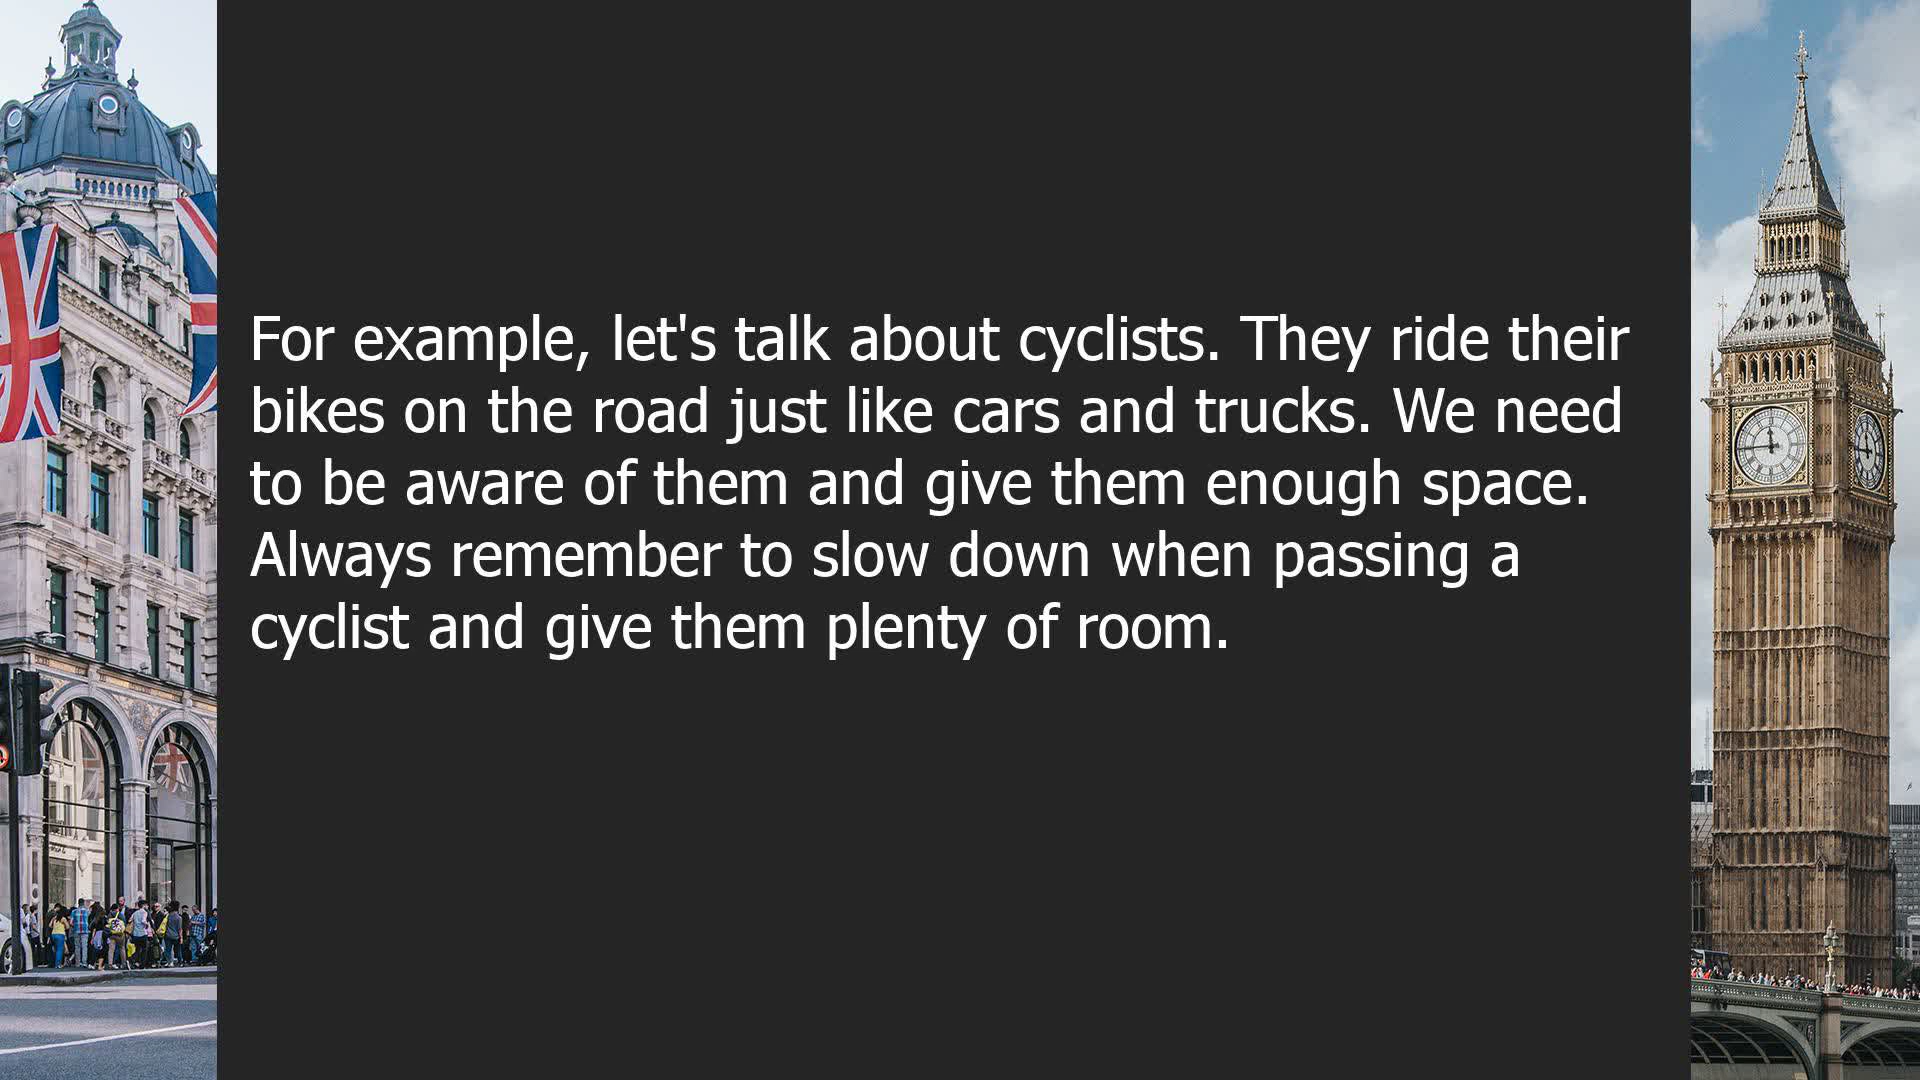 For example, let's talk about cyclists. They ride their
bikes on the road just like cars and trucks. We need
to be aware of them and give them enough space.
Always remember to slow down when passing a
cyclist and give them plenty of room.